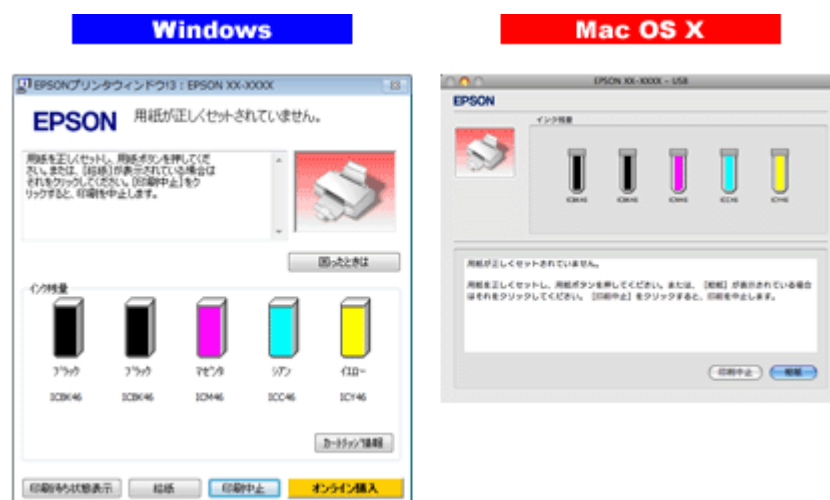 Windows
Mac OS X
EPSONプリンタウィンドウ!3 : EPSON XX-XXXX
EPSON
用紙が正しくセットされていません。
用紙を正しくセットし、用紙ボタンを押してくだ
さい。または、[給紙]が表示されている場合は
それをクリックしてください。[印刷中止]をク
リックすると、印刷を中止します。
困ったときは
インク残量
ブラック
ブラック
マゼンタ
シアン
イエロー
ICBK46
ICBK46
ICM46
ICC46
ICY46
カートリッジ情報
印刷待ち状態表示
給紙
印刷中止
オンライン購入
EPSON XX-XXXX - USB
EPSON
インク残量
ICBK46
ICBK46
ICM46
ICC46
ICY46
用紙が正しくセットされていません。
用紙を正しくセットし、用紙ボタンを押してください。または、[給紙] が表示されている場合
はそれをクリックしてください。[印刷中止] をクリックすると、印刷を中止します。
印刷中止
給紙